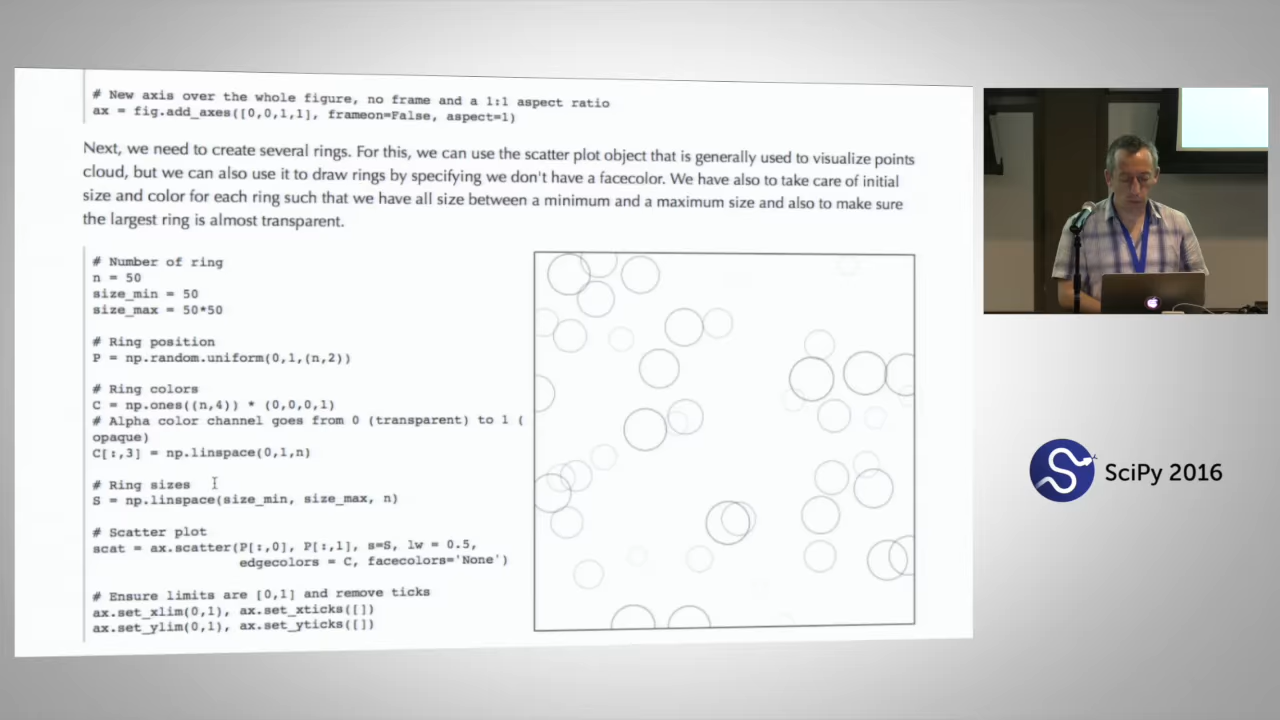 # New axis over the whole figure, no frame and a 1:1 aspect ratio
ax = fig.add_axes([0,0,1,1], frameon=False, aspect=1)
Next, we need to create several rings. For this, we can use the scatter plot object that is generally used to visualize points
cloud, but we can also use it to draw rings by specifying we don't have a facecolor. We have also to take care of initial
size and color for each ring such that we have all size between a minimum and a maximum size and also to make sure
the largest ring is almost transparent.
# Number of ring
n = 50
size_min = 50
size_max = 50*50
# Ring position
P = np.random.uniform(0,1,(n,2))
# Ring colors
C = np.ones((n,4)) * (0,0,0,1)
# Alpha color channel goes from 0 (transparent) to 1 (
opaque)
C[:,3] = np.linspace(0,1,n)
# Ring sizes
S = np.linspace(size_min, size_max, n)
# Scatter plot
scat = ax.scatter(P[:,0], P[:,1], s=S, lw = 0.5,
edgecolors = C, facecolors='None')
# Ensure limits are [0,1] and remove ticks
ax.set_xlim(0,1), ax.set_xticks([])
ax.set_ylim(0,1), ax.set_yticks([])
SciPy 2016